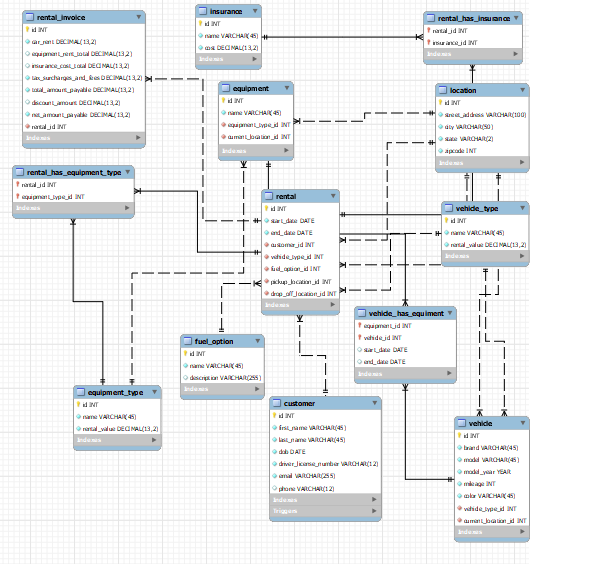 rental_invoice
id INT
car_rent DECIMAL(13,2)
equipment_rent_total DECIMAL(13,2)
insurance_cost_total DECIMAL(13,2)
tax_surcharges_and_fees DECIMAL(13,2)
total_amount_payable DECIMAL(13,2)
discount_amount DECIMAL(13,2)
net_amount_payable DECIMAL(13,2)
rental_id INT
Indexes
insurance
id INT
name VARCHAR(45)
cost DECIMAL(13,2)
Indexes
rental_has_insurance
rental_id INT
insurance_id INT
Indexes
equipment
id INT
name VARCHAR(45)
equipment_type_id INT
current_location_id INT
Indexes
location
id INT
street_address VARCHAR(100)
city VARCHAR(50)
state VARCHAR(2)
zipcode INT
Indexes
rental_has_equipment_type
rental_id INT
equipment_type_id INT
Indexes
rental
id INT
start_date DATE
end_date DATE
customer_id INT
vehicle_type_id INT
fuel_option_id INT
pickup_location_id INT
drop_off_location_id INT
Indexes
vehicle_type
id INT
name VARCHAR(45)
rental_value DECIMAL(13,2)
Indexes
vehicle_has_equiment
equipment_id INT
vehicle_id INT
start_date DATE
end_date DATE
Indexes
fuel_option
id INT
name VARCHAR(45)
description VARCHAR(255)
Indexes
equipment_type
id INT
name VARCHAR(45)
rental_value DECIMAL(13,2)
Indexes
customer
id INT
first_name VARCHAR(45)
last_name VARCHAR(45)
dob DATE
driver_license_number VARCHAR(12)
email VARCHAR(255)
phone VARCHAR(12)
Indexes
Triggers
vehicle
id INT
brand VARCHAR(45)
model VARCHAR(45)
model_year YEAR
mileage INT
color VARCHAR(45)
vehicle_type_id INT
current_location_id INT
Indexes